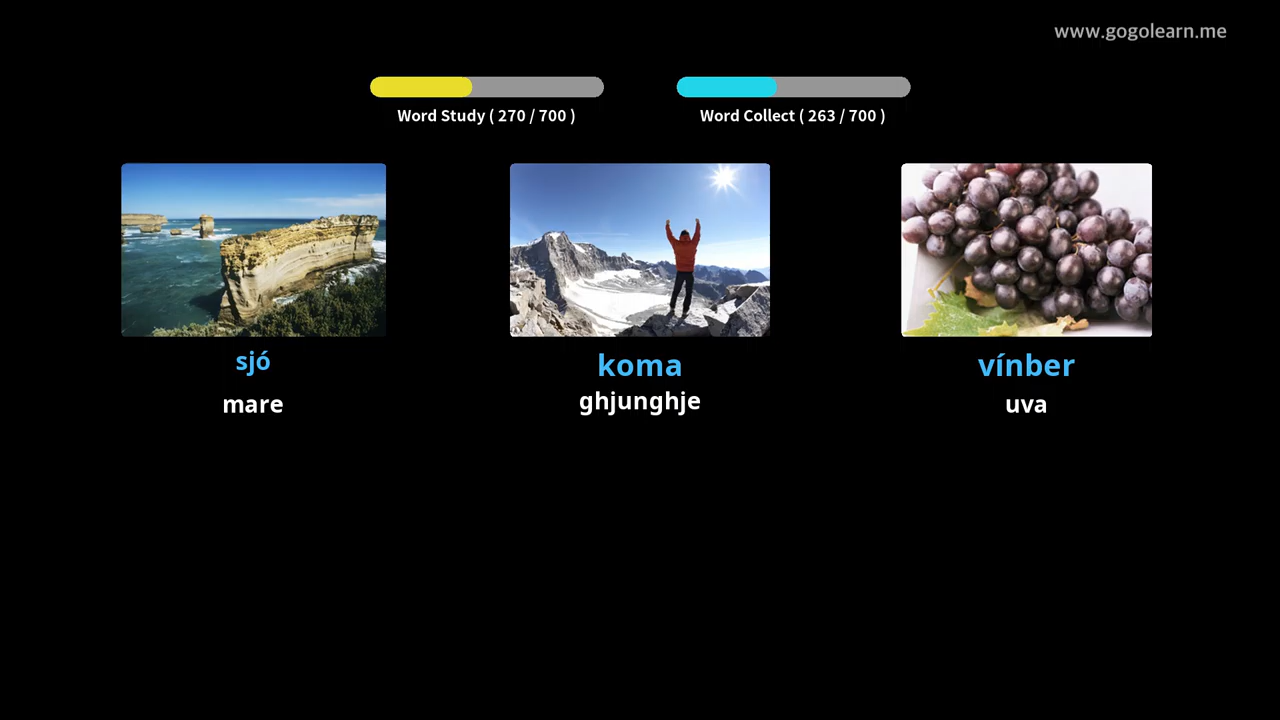 www.gogolearn.me
Word Study ( 270 / 700 )
Word Collect ( 263 / 700 )
sjó
koma
vínber
mare
ghjunghje
uva